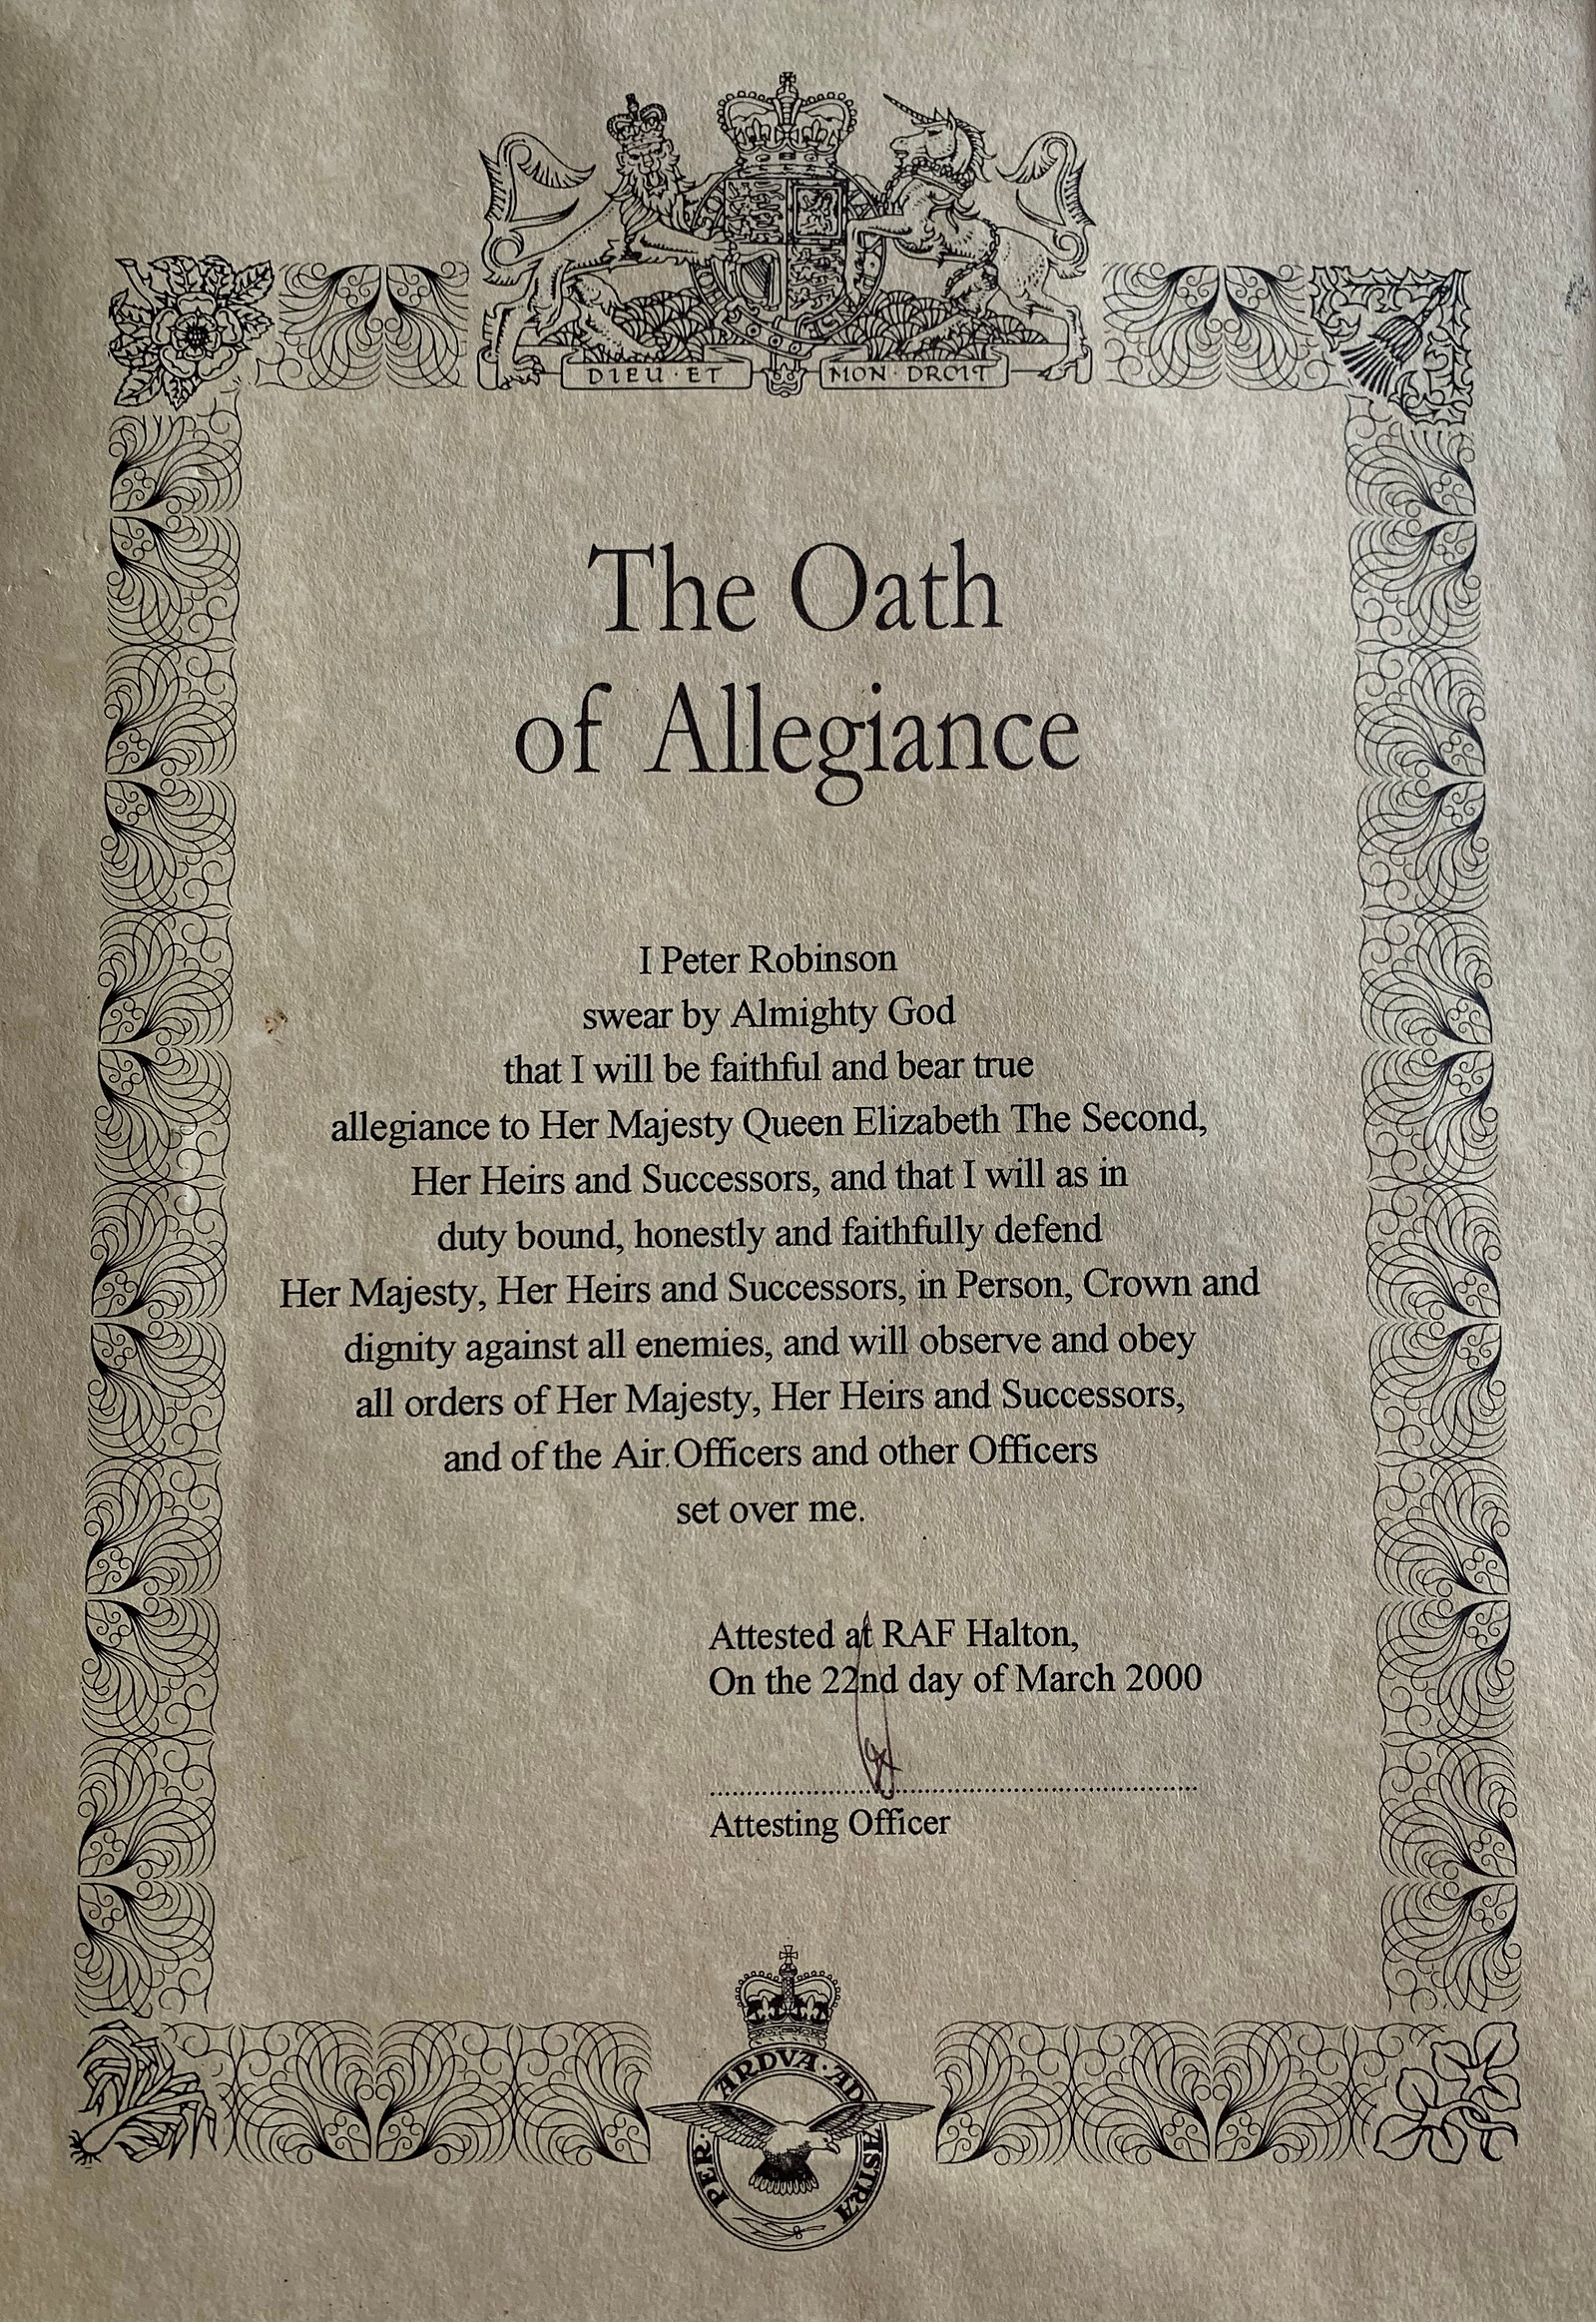 DIEU · ET MON · DROIT
The Oath
of Allegiance
I Peter Robinson
swear by Almighty God
that I will be faithful and bear true
allegiance to Her Majesty Queen Elizabeth The Second,
Her Heirs and Successors, and that I will as in
duty bound, honestly and faithfully defend
Her Majesty, Her Heirs and Successors, in Person, Crown and
dignity against all enemies, and will observe and obey
all orders of Her Majesty, Her Heirs and Successors,
and of the Air Officers and other Officers
set over me.
Attested at RAF Halton,
On the 22nd day of March 2000
Attesting Officer
PER · ARDVA · AD ASTRA